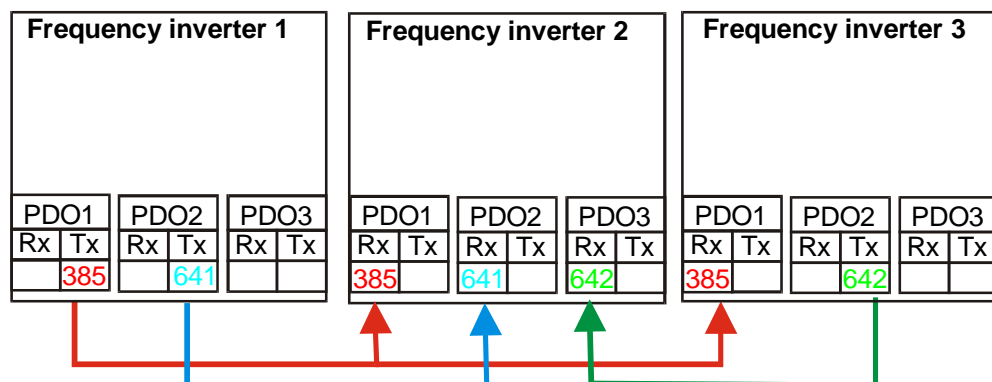 Frequency inverter 1 Frequency inverter 2 Frequency inverter 3
PDO1 PDO2 PDO3 PDO1 PDO2 PDO3 PDO1 PDO2 PDO3
Rx Tx Rx Tx Rx Tx Rx Tx Rx Tx Rx Tx Rx Tx Rx Tx Rx Tx
385 641 385 641 642 385 642